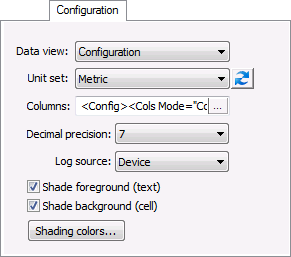 Configuration
Data view: Configuration
Unit set: Metric
Columns: <Config><Cols Mode="Co ...
Decimal precision: 7
Log source: Device
Shade foreground (text)
Shade background (cell)
Shading colors...